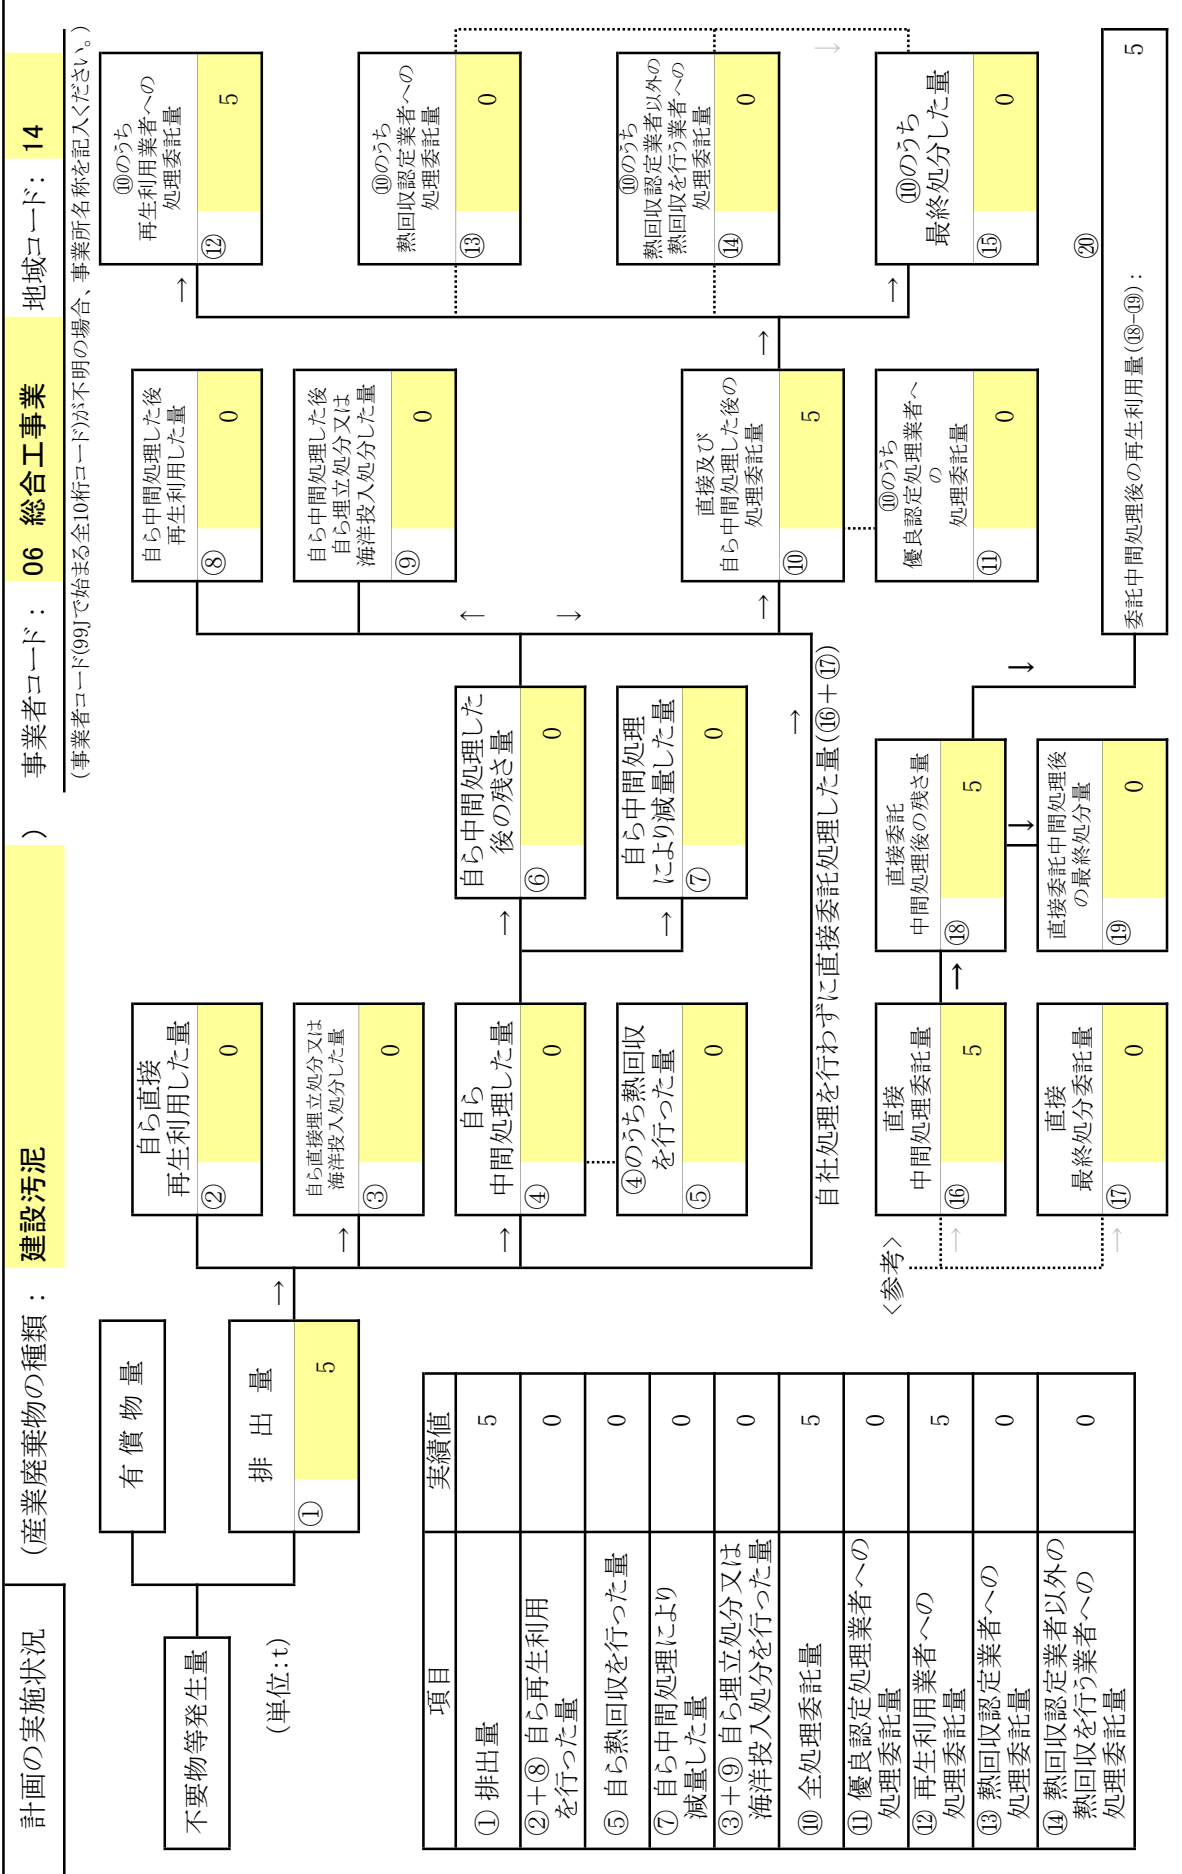 計画の実施状況
(産業廃棄物の種類： 建設汚泥 )
事業者コード： 06 総合工事業 地域コード： 14
(事業者コード(99J)で始まる全10桁コード)が不明の場合、事業所名称を記入ください。)
不要物等発生量
(単位:t)
有 償 物 量
排 出 量
① 5
自ら直接
再生利用した量
② 0
自ら直接埋立処分又は
海洋投入処分した量
③ 0
自ら
中間処理した量
④ 0
④のうち熱回収
を行った量
⑤ 0
自ら中間処理した
後の残さ量
⑥ 0
自ら中間処理
により減量した量
⑦ 0
自ら中間処理した後
再生利用した量
⑧ 0
自ら中間処理した後
自ら埋立処分又は
海洋投入処分した量
⑨ 0
直接及び
自ら中間処理した後の
処理委託量
⑩ 5
⑩のうち
優良認定処理業者へ
の
処理委託量
⑪ 0
⑩のうち
再生利用業者への
処理委託量
⑫ 5
⑩のうち
熱回収認定業者への
処理委託量
⑬ 0
⑩のうち
熱回収認定業者以外の
熱回収を行う業者への
処理委託量
⑭ 0
⑩のうち
最終処分した量
⑮ 0
自社処理を行わずに直接委託処理した量(⑯＋⑰)
<参考>
直接
中間処理委託量
⑯ 5
直接
最終処分委託量
⑰ 0
直接委託
中間処理後の残さ量
⑱ 5
直接委託中間処理後
の最終処分量
⑲ 0
⑳
委託中間処理後の再生利用量(⑱-⑲)： 5
項目 実績値
① 排出量 5
②＋⑧ 自ら再生利用
を行った量 0
⑤ 自ら熱回収を行った量 0
⑦ 自ら中間処理により
減量した量 0
③＋⑨ 自ら埋立処分又は
海洋投入処分を行った量 0
⑩ 全処理委託量 5
⑪ 優良認定処理業者への
処理委託量 0
⑫ 再生利用業者への
処理委託量 5
⑬ 熱回収認定業者への
処理委託量 0
⑭ 熱回収認定業者以外の
熱回収を行う業者への
処理委託量 0